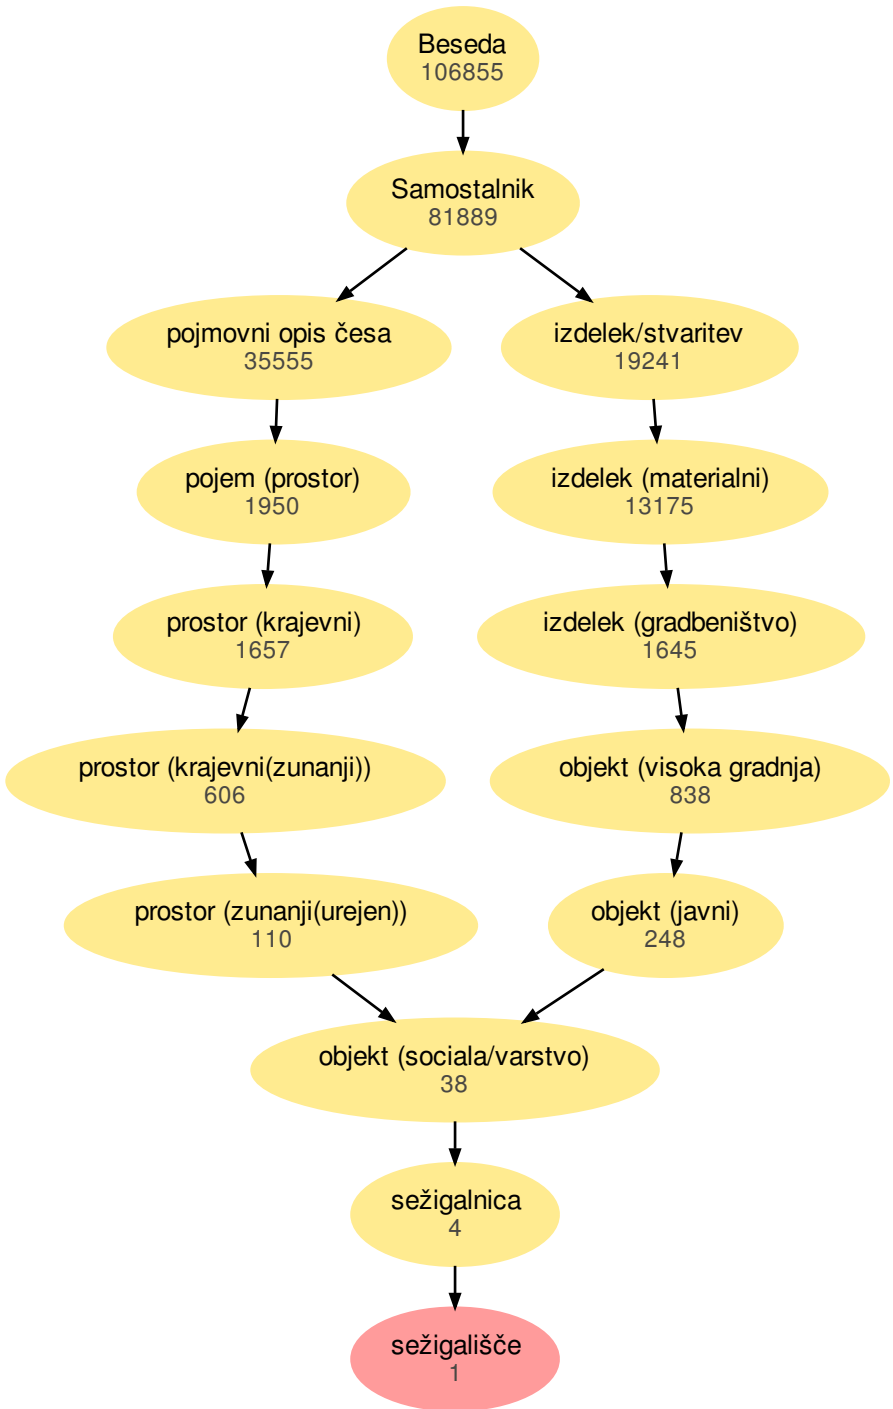 Beseda
106855
Samostalnik
81889
pojmovni opis česa
35555
izdelek/stvaritev
19241
pojem (prostor)
1950
izdelek (materialni)
13175
prostor (krajevni)
1657
izdelek (gradbeništvo)
1645
prostor (krajevni(zunanji))
606
objekt (visoka gradnja)
838
prostor (zunanji(urejen))
110
objekt (javni)
248
objekt (sociala/varstvo)
38
sežigalnica
4
sežigališče
1